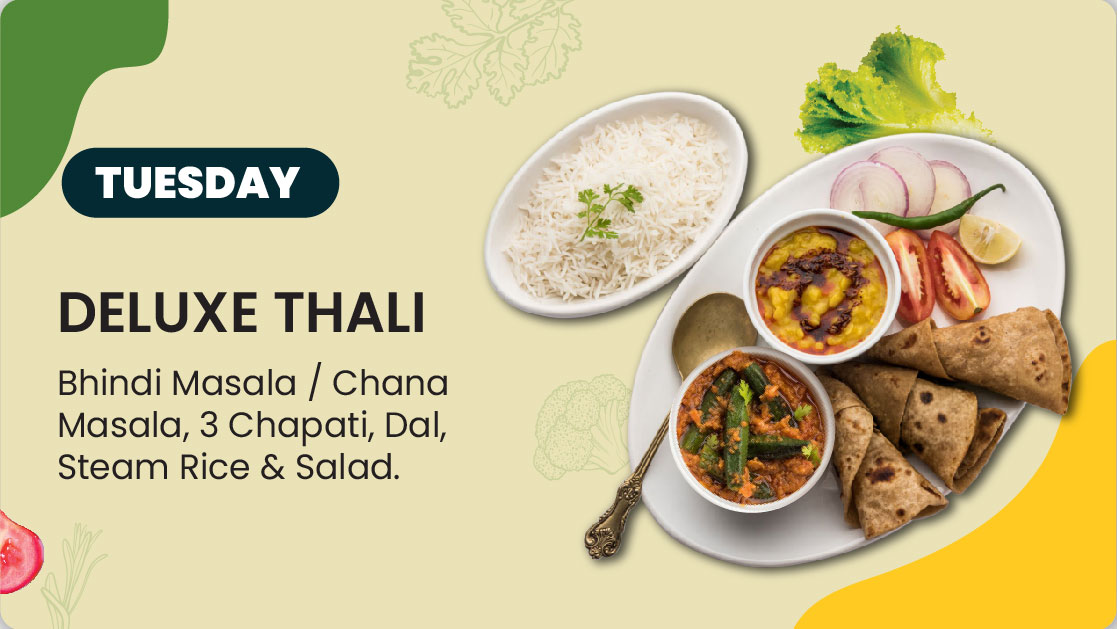 TUESDAY
DELUXE THALI
Bhindi Masala / Chana
Masala, 3 Chapati, Dal,
Steam Rice & Salad.